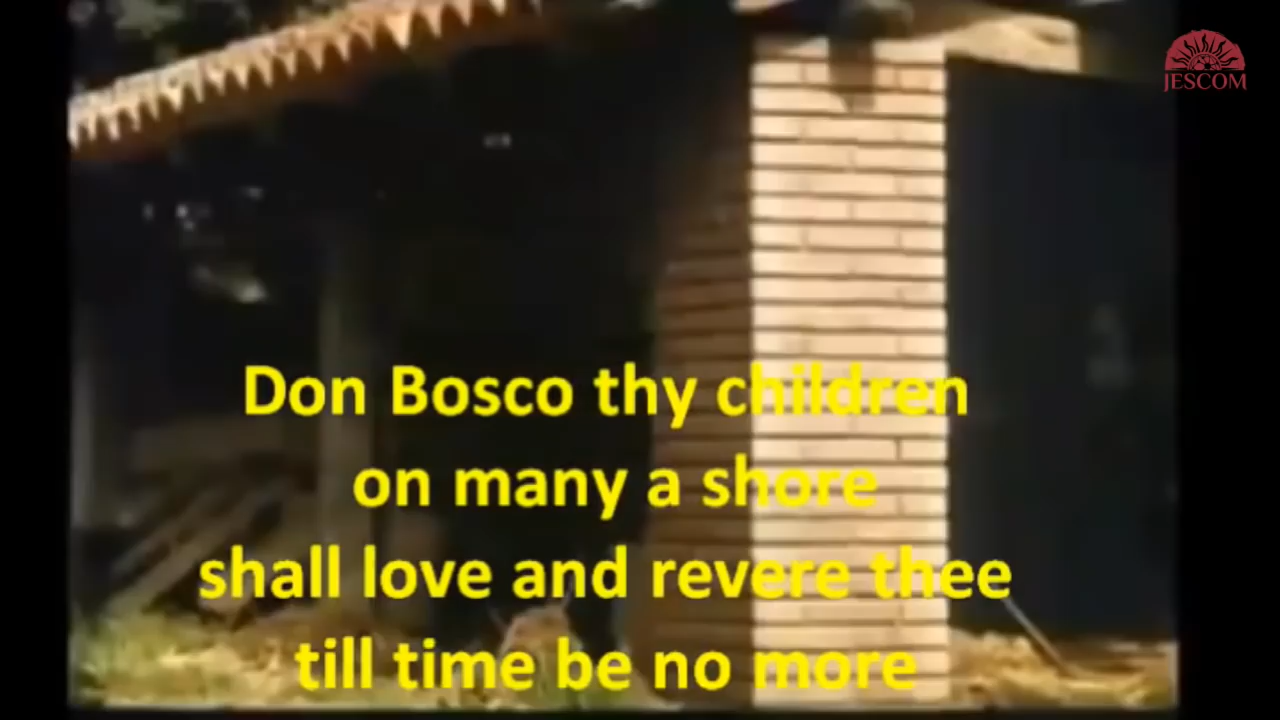 JESCOM
Don Bosco thy children
on many a shore
shall love and revere thee
till time be no more